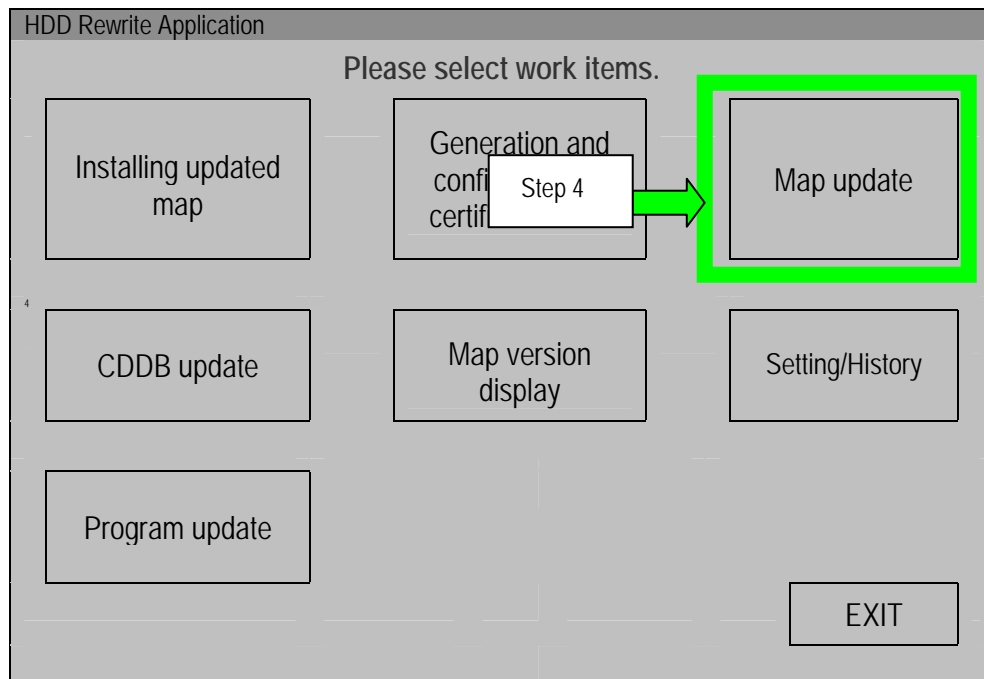 HDD Rewrite Application
Please select work items.
Installing updated
map
Generation and
Step 4
Map update
4
CDDB update
Map version
display
Setting/History
Program update
EXIT